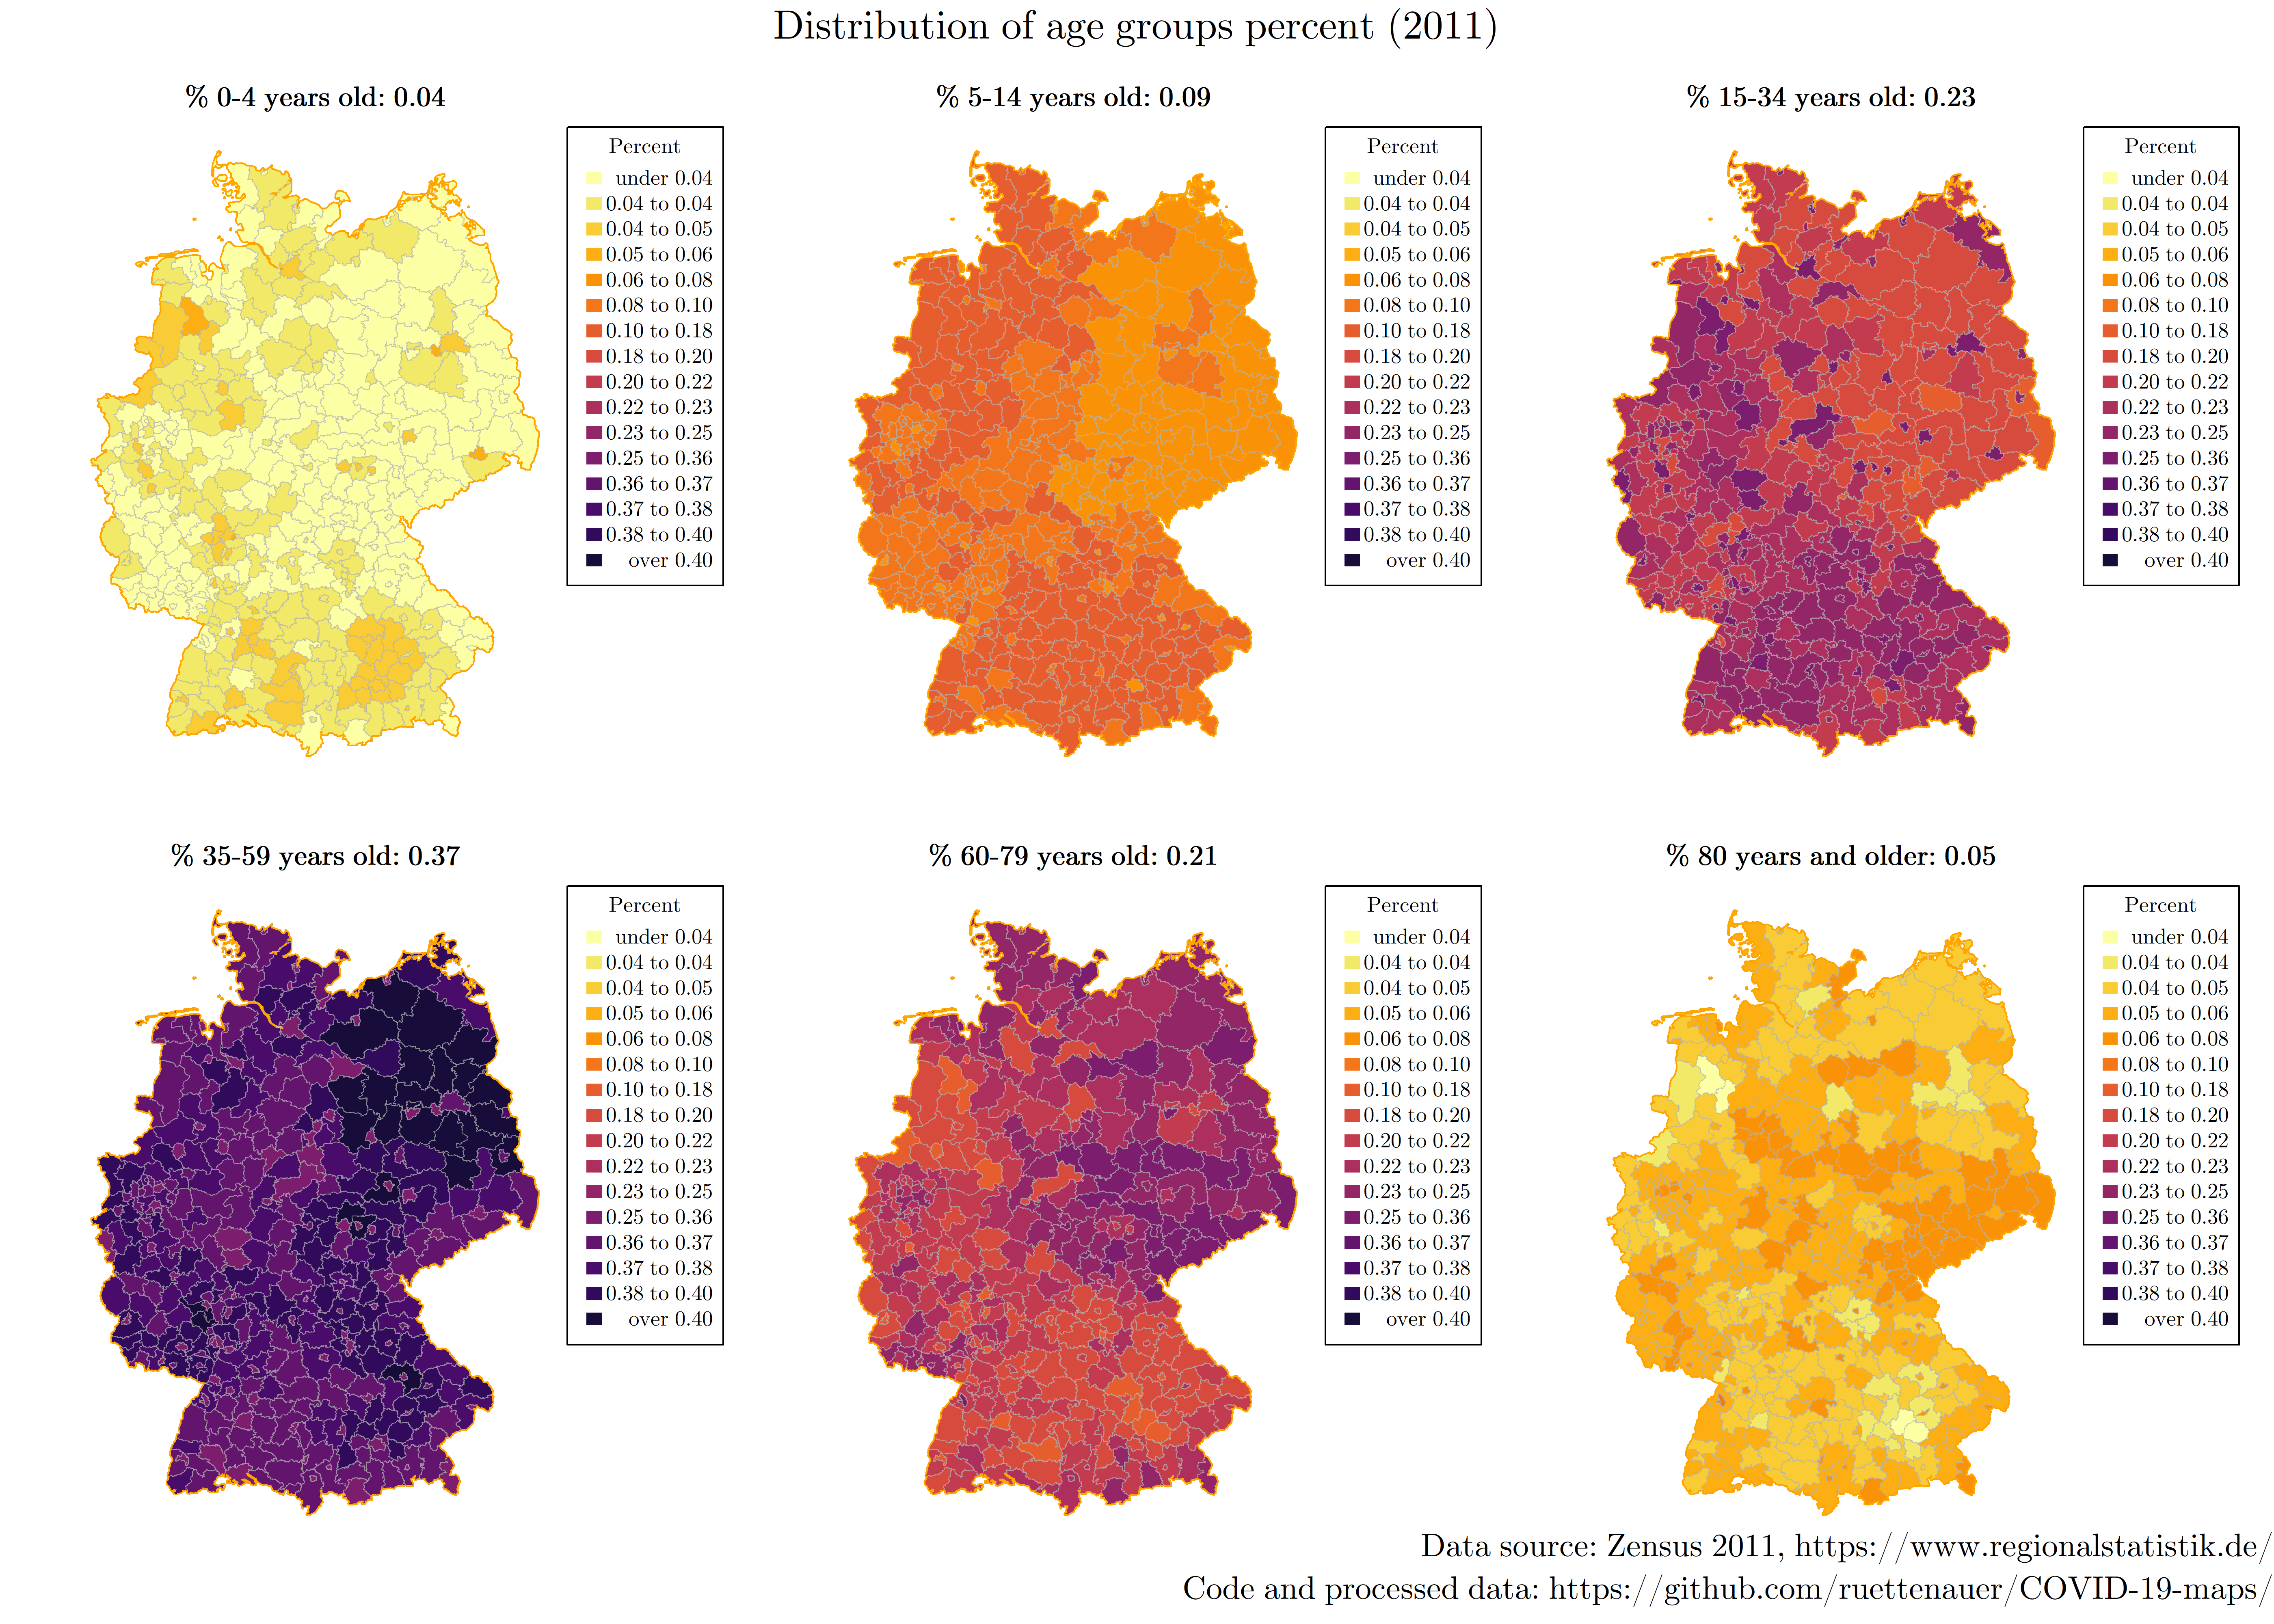 Distribution of age groups percent (2011)
% 0-4 years old: 0.04
Percent
under 0.04
0.04 to 0.04
0.04 to 0.05
0.05 to 0.06
0.06 to 0.08
0.08 to 0.10
0.10 to 0.18
0.18 to 0.20
0.20 to 0.22
0.22 to 0.23
0.23 to 0.25
0.25 to 0.36
0.36 to 0.37
0.37 to 0.38
0.38 to 0.40
over 0.40
% 5-14 years old: 0.09
Percent
under 0.04
0.04 to 0.04
0.04 to 0.05
0.05 to 0.06
0.06 to 0.08
0.08 to 0.10
0.10 to 0.18
0.18 to 0.20
0.20 to 0.22
0.22 to 0.23
0.23 to 0.25
0.25 to 0.36
0.36 to 0.37
0.37 to 0.38
0.38 to 0.40
over 0.40
% 15-34 years old: 0.23
Percent
under 0.04
0.04 to 0.04
0.04 to 0.05
0.05 to 0.06
0.06 to 0.08
0.08 to 0.10
0.10 to 0.18
0.18 to 0.20
0.20 to 0.22
0.22 to 0.23
0.23 to 0.25
0.25 to 0.36
0.36 to 0.37
0.37 to 0.38
0.38 to 0.40
over 0.40
% 35-59 years old: 0.37
Percent
under 0.04
0.04 to 0.04
0.04 to 0.05
0.05 to 0.06
0.06 to 0.08
0.08 to 0.10
0.10 to 0.18
0.18 to 0.20
0.20 to 0.22
0.22 to 0.23
0.23 to 0.25
0.25 to 0.36
0.36 to 0.37
0.37 to 0.38
0.38 to 0.40
over 0.40
% 60-79 years old: 0.21
Percent
under 0.04
0.04 to 0.04
0.04 to 0.05
0.05 to 0.06
0.06 to 0.08
0.08 to 0.10
0.10 to 0.18
0.18 to 0.20
0.20 to 0.22
0.22 to 0.23
0.23 to 0.25
0.25 to 0.36
0.36 to 0.37
0.37 to 0.38
0.38 to 0.40
over 0.40
% 80 years and older: 0.05
Percent
under 0.04
0.04 to 0.04
0.04 to 0.05
0.05 to 0.06
0.06 to 0.08
0.08 to 0.10
0.10 to 0.18
0.18 to 0.20
0.20 to 0.22
0.22 to 0.23
0.23 to 0.25
0.25 to 0.36
0.36 to 0.37
0.37 to 0.38
0.38 to 0.40
over 0.40
Data source: Zensus 2011, https://www.regionalstatistik.de/
Code and processed data: https://github.com/ruettenauer/COVID-19-maps/